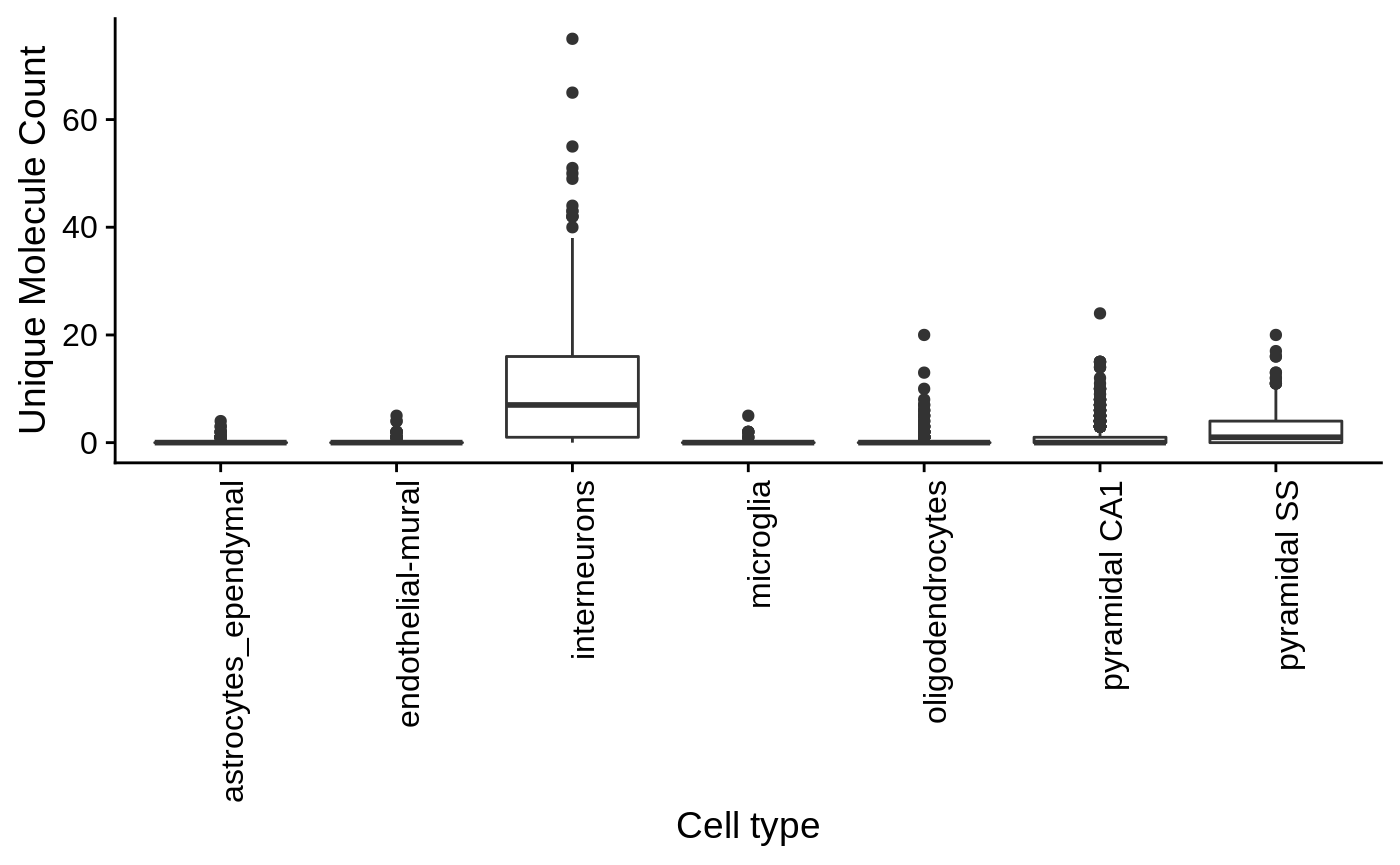 Unique Molecule Count
60
40
20
0
astrocytes_ependymal
endothelial-mural
interneurons
microglia
oligodendrocytes
pyramidal CA1
pyramidal SS
Cell type